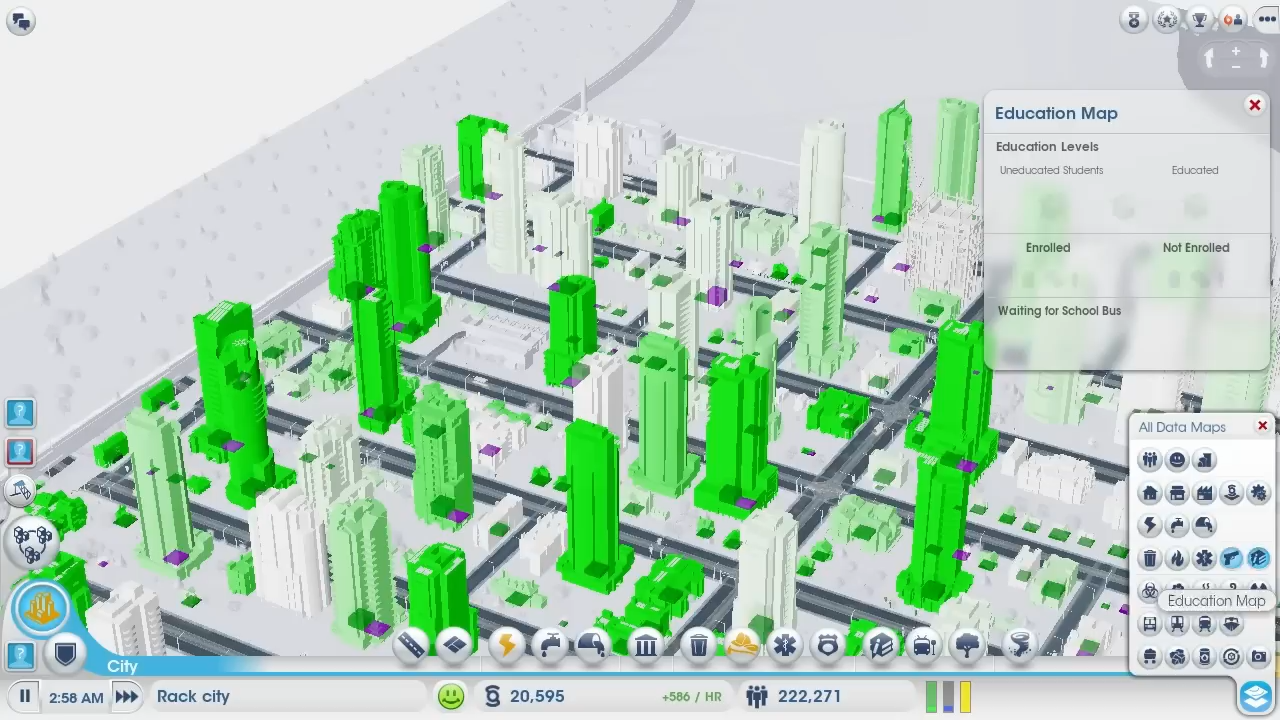 Education Map
Education Levels
Uneducated Students
Educated
Enrolled
Not Enrolled
Waiting for School Bus
All Data Maps
Education Map
City
2:58 AM
Rack city
20,595
+586 / HR
222,271